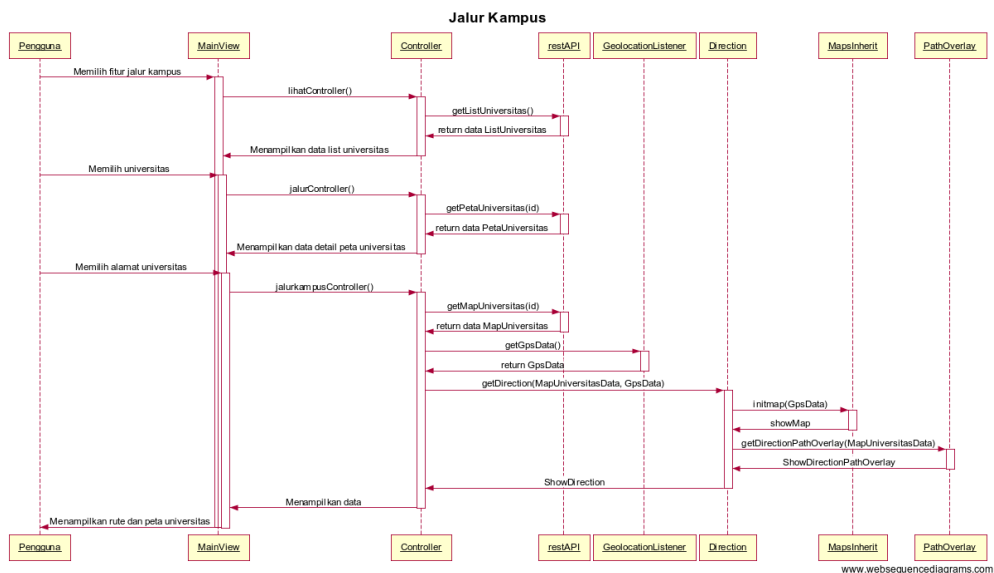 Jalur Kampus
Pengguna
MainView
Controller
restAPI
GeolocationListener
Direction
MapsInherit
PathOverlay
Memilih fitur jalur kampus
lihatController()
getListUniversitas()
return data ListUniversitas
Menampilkan data list universitas
Memilih universitas
jalurController()
getPetaUniversitas(id)
return data PetaUniversitas
Menampilkan data detail peta universitas
Memilih alamat universitas
jalurkampusController()
getMapUniversitas(id)
return data MapUniversitas
getGpsData()
return GpsData
getDirection(MapUniversitasData, GpsData)
initmap(GpsData)
showMap
getDirectionPathOverlay(MapUniversitasData)
ShowDirectionPathOverlay
ShowDirection
Menampilkan data
Menampilkan rute dan peta universitas
Pengguna
MainView
Controller
restAPI
GeolocationListener
Direction
MapsInherit
PathOverlay
www.websequencediagrams.com